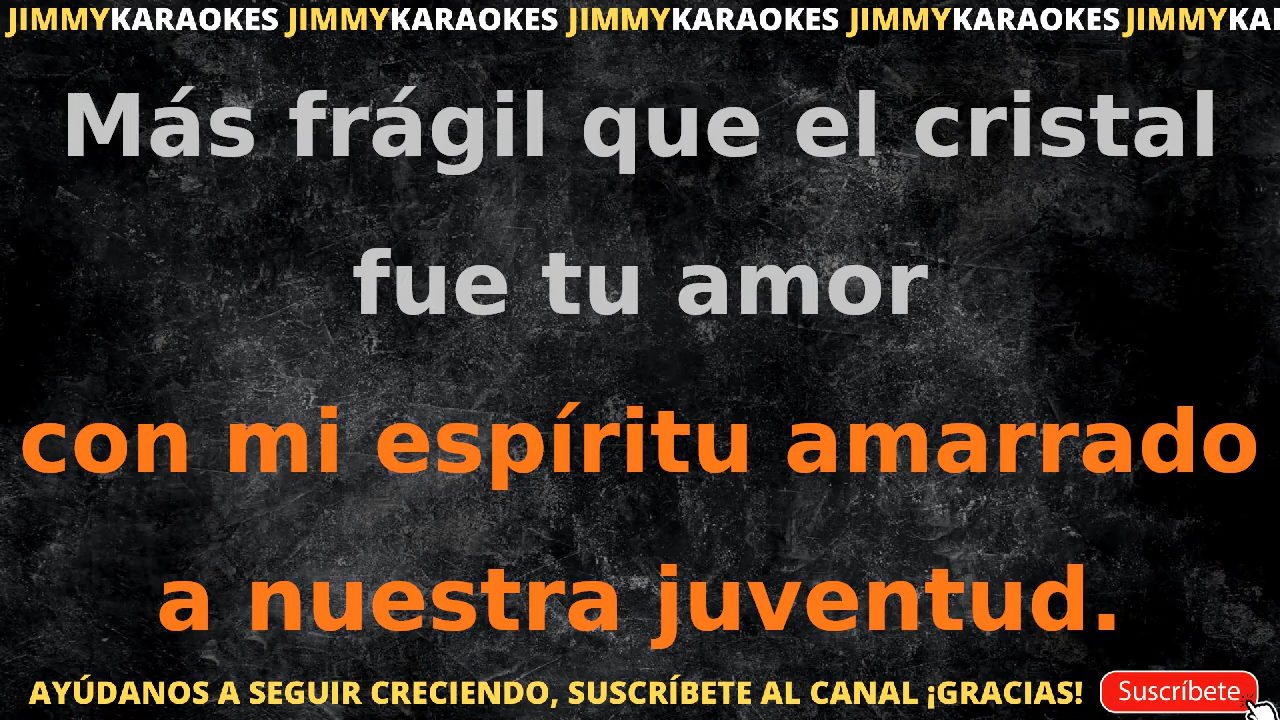 JIMMYKARAOKES JIMMYKARAOKES JIMMYKARAOKES JIMMYKARAOKES JIMMYKA
Más frágil que el cristal
fue tu amor
con mi espíritu amarrado
a nuestra juventud.
AYÚDANOS A SEGUIR CRECIENDO, SUSCRÍBETE AL CANAL ¡GRACIAS! Suscríbete